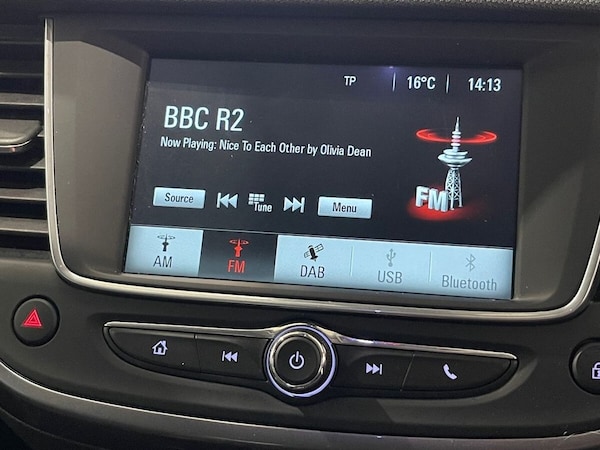 TP 16°C 14:13
BBC R2
Now Playing: Nice To Each Other by Olivia Dean
FM
Source Tune Menu
AM FM DAB USB Bluetooth